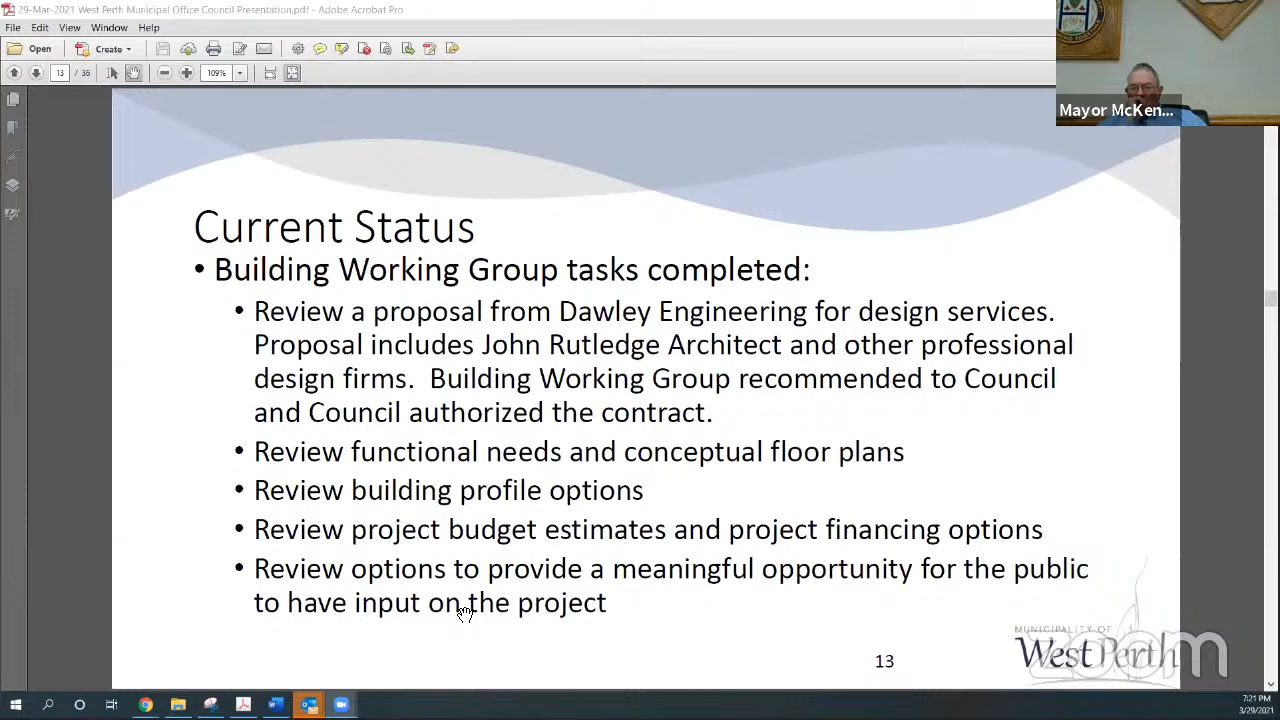 29-Mar-2021 West Perth Municipal Office Council Presentation.pdf - Adobe Acrobat Pro
File Edit View Window Help
Open Create
13 / 36 109%
Mayor McKen...
Current Status
• Building Working Group tasks completed:
• Review a proposal from Dawley Engineering for design services.
Proposal includes John Rutledge Architect and other professional
design firms. Building Working Group recommended to Council
and Council authorized the contract.
• Review functional needs and conceptual floor plans
• Review building profile options
• Review project budget estimates and project financing options
• Review options to provide a meaningful opportunity for the public
to have input on the project
13
MUNICIPALITY OF
West Perth
zoom
7:21 PM
3/29/2021